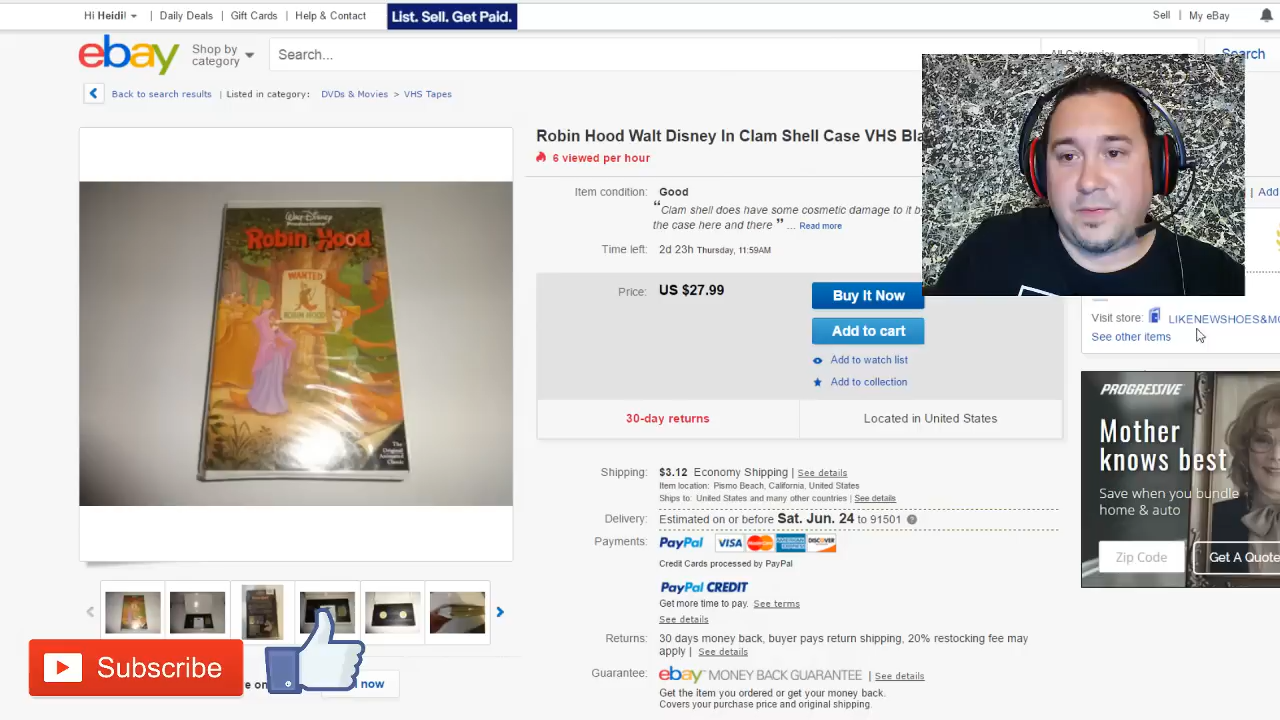 Hi Heidi! Daily Deals Gift Cards Help & Contact List. Sell. Get Paid. Sell My eBay
ebay Shop by category Search... All Categories Search
Back to search results | Listed in category: DVDs & Movies > VHS Tapes
Robin Hood Walt Disney In Clam Shell Case VHS Bla
6 viewed per hour
Item condition: Good
| Add
“Clam shell does have some cosmetic damage to it by
the case here and there ” ... Read more
Time left: 2d 23h Thursday, 11:59AM
Price: US $27.99
Buy It Now
Add to cart
Add to watch list
Add to collection
30-day returns Located in United States
Visit store: LIKENEWSHOES&MO
See other items
Walt Disney
Robin Hood
WANTED
ROBIN HOOD
The
Original
Animated
Classic
Shipping: $3.12 Economy Shipping | See details
Item location: Pismo Beach, California, United States
Ships to: United States and many other countries | See details
Delivery: Estimated on or before Sat. Jun. 24 to 91501
Payments: PayPal VISA MasterCard AMERICAN EXPRESS DISCOVER
Credit Cards processed by PayPal
PayPal CREDIT
Get more time to pay. See terms
See details
Returns: 30 days money back, buyer pays return shipping, 20% restocking fee may
apply | See details
Guarantee: ebay MONEY BACK GUARANTEE | See details
Get the item you ordered or get your money back.
Covers your purchase price and original shipping.
PROGRESSIVE
Mother
knows best
Save when you bundle
home & auto
Zip Code Get A Quote
Subscribe
e on
now